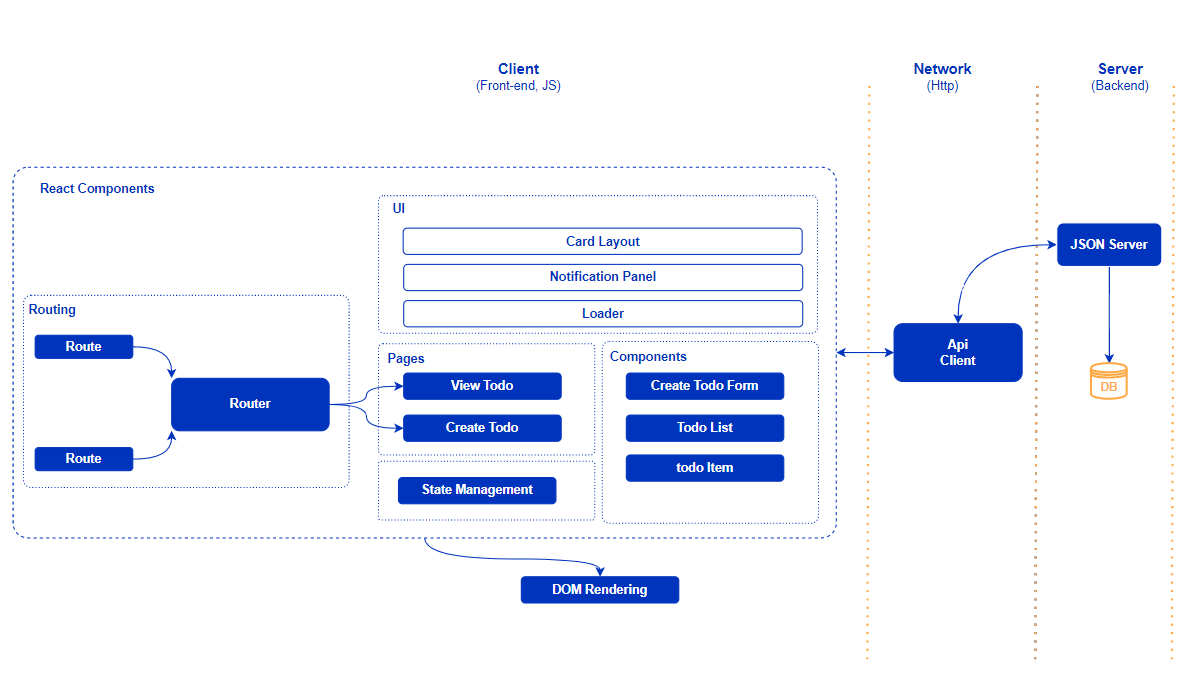 Client
(Front-end, JS)
Network
(Http)
Server
(Backend)
React Components
UI
Card Layout
Notification Panel
Loader
Routing
Route
Router
Route
Pages
View Todo
Create Todo
State Management
Components
Create Todo Form
Todo List
todo Item
DOM Rendering
Api
Client
JSON Server
DB